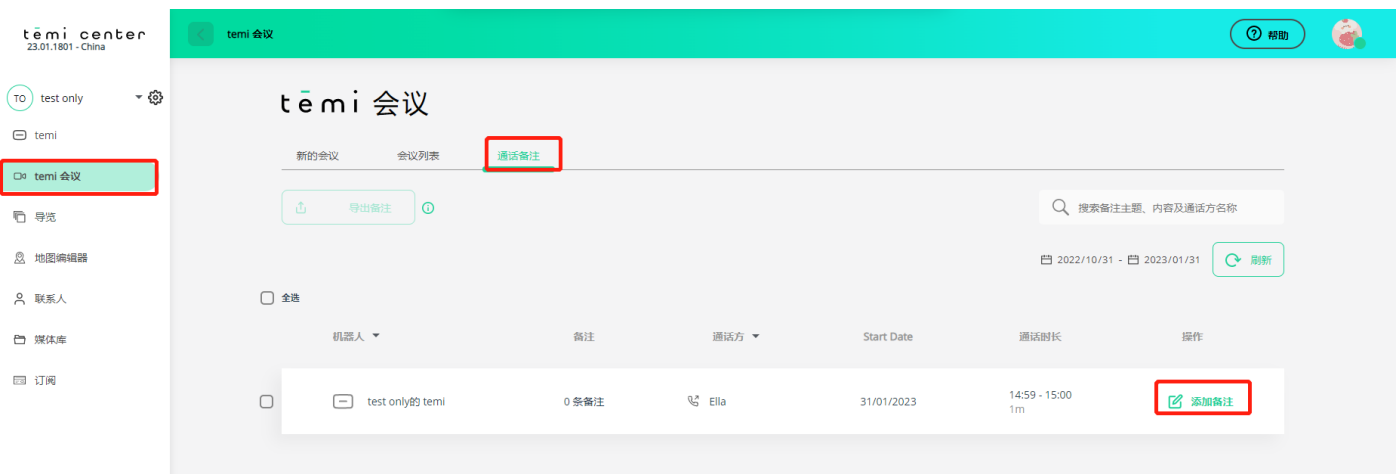 tēmi center
23.01.1801 - China
TO test only
temi
temi 会议
导览
地图编辑器
联系人
媒体库
订阅
temi 会议
帮助
tēmi 会议
新的会议 会议列表 通话备注
导出备注
搜索备注主题、内容及通话方名称
2022/10/31 - 2023/01/31 刷新
全选
机器人 备注 通话方 Start Date 通话时长 操作
test only的 temi 0 条备注 Ella 31/01/2023 14:59 - 15:00 添加备注
1m